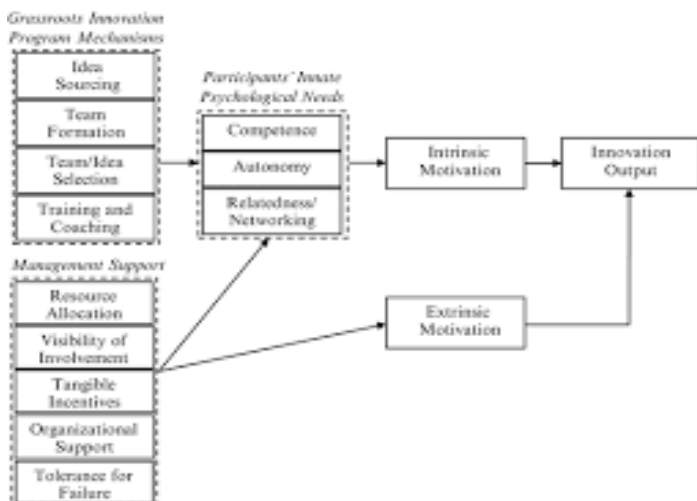 Grassroots Innovation
Program Mechanisms
Idea
Sourcing
Team
Formation
Team/Idea
Selection
Training and
Coaching
Participants' Innate
Psychological Needs
Competence
Autonomy
Relatedness/
Networking
Intrinsic
Motivation
Innovation
Output
Management Support
Resource
Allocation
Visibility of
Involvement
Tangible
Incentives
Organizational
Support
Tolerance for
Failure
Extrinsic
Motivation